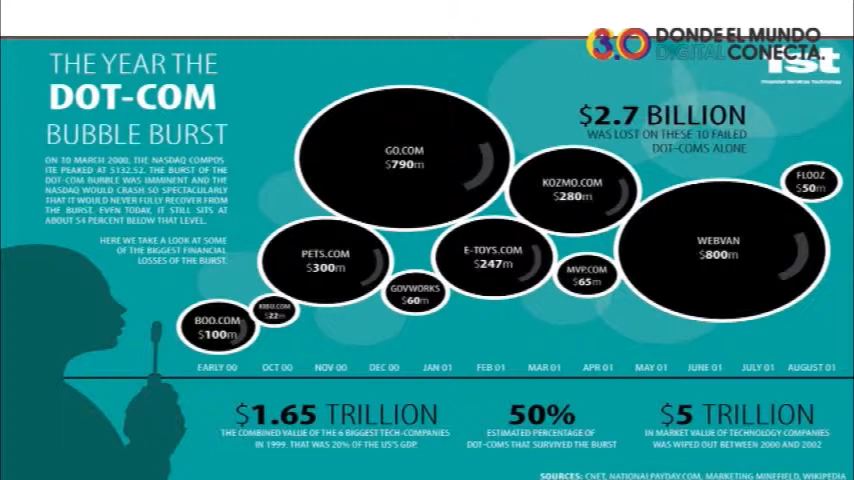 3.0 DONDE EL MUNDO
DIGITAL CONECTA.
ist
Financial Services Technology
THE YEAR THE
DOT-COM
BUBBLE BURST
ON 10 MARCH 2000, THE NASDAQ COMPOS-
ITE PEAKED AT 5132.52. THE BURST OF THE
DOT-COM BUBBLE WAS IMMINENT AND THE
NASDAQ WOULD CRASH SO SPECTACULARLY
THAT IT WOULD NEVER FULLY RECOVER FROM
THE BURST. EVEN TODAY, IT STILL SITS AT
ABOUT 54 PERCENT BELOW THAT LEVEL.
HERE WE TAKE A LOOK AT SOME
OF THE BIGGEST FINANCIAL
LOSSES OF THE BURST.
$2.7 BILLION
WAS LOST ON THESE 10 FAILED
DOT-COMS ALONE
GO.COM
$790m
KOZMO.COM
$280m
FLOOZ
$50m
PETS.COM
$300m
E-TOYS.COM
$247m
WEBVAN
$800m
MVP.COM
$65m
GOVWORKS
$60m
KIBU.COM
$22m
BOO.COM
$100m
EARLY 00 OCT 00 NOV 00 DEC 00 JAN 01 FEB 01 MAR 01 APR 01 MAY 01 JUNE 01 JULY 01 AUGUST 01
$1.65 TRILLION
THE COMBINED VALUE OF THE 6 BIGGEST TECH-COMPANIES
IN 1999. THAT WAS 20% OF THE US'S GDP.
50%
ESTIMATED PERCENTAGE OF
DOT-COMS THAT SURVIVED THE BURST
$5 TRILLION
IN MARKET VALUE OF TECHNOLOGY COMPANIES
WAS WIPED OUT BETWEEN 2000 AND 2002
SOURCES: CNET, NATIONALPAYDAY.COM, MARKETING MINEFIELD, WIKIPEDIA